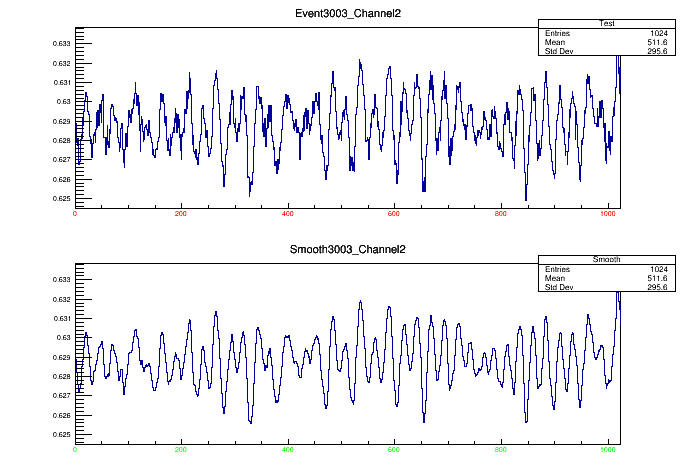 Event3003_Channel2
Test
Entries 1024
Mean 511.6
Std Dev 295.6
0.633
0.632
0.631
0.63
0.629
0.628
0.627
0.626
0.625
0 200 400 600 800 1000
Smooth3003_Channel2
Smooth
Entries 1024
Mean 511.6
Std Dev 295.6
0.633
0.632
0.631
0.63
0.629
0.628
0.627
0.626
0.625
0 200 400 600 800 1000